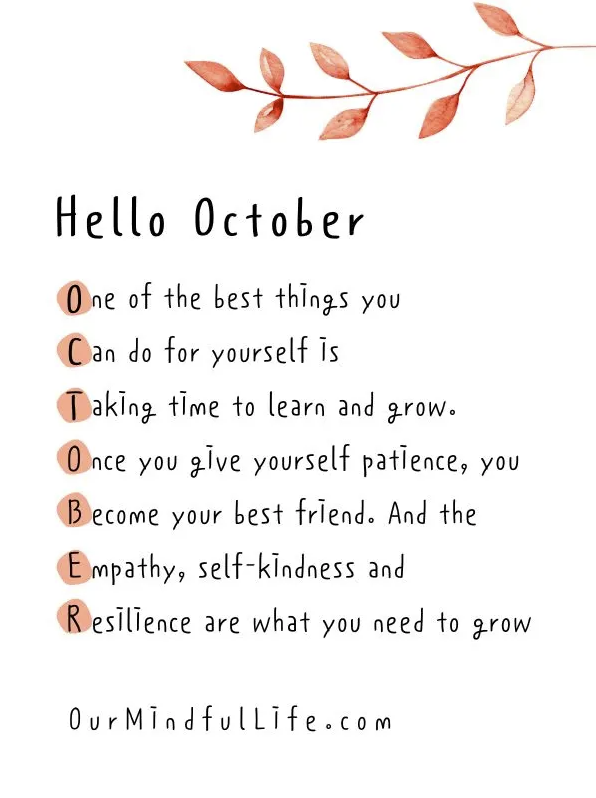 Hello October
One of the best things you
Can do for yourself is
Taking time to learn and grow.
Once you give yourself patience, you
Become your best friend. And the
Empathy, self-kindness and
Resilience are what you need to grow
OurMindfulLife.com